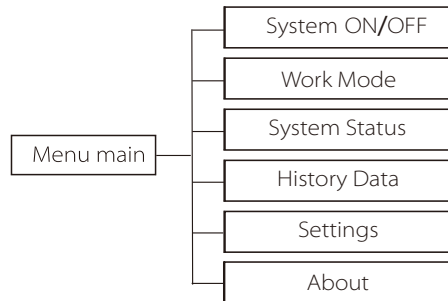 System ON/OFF
Work Mode
System Status
Menu main
History Data
Settings
About